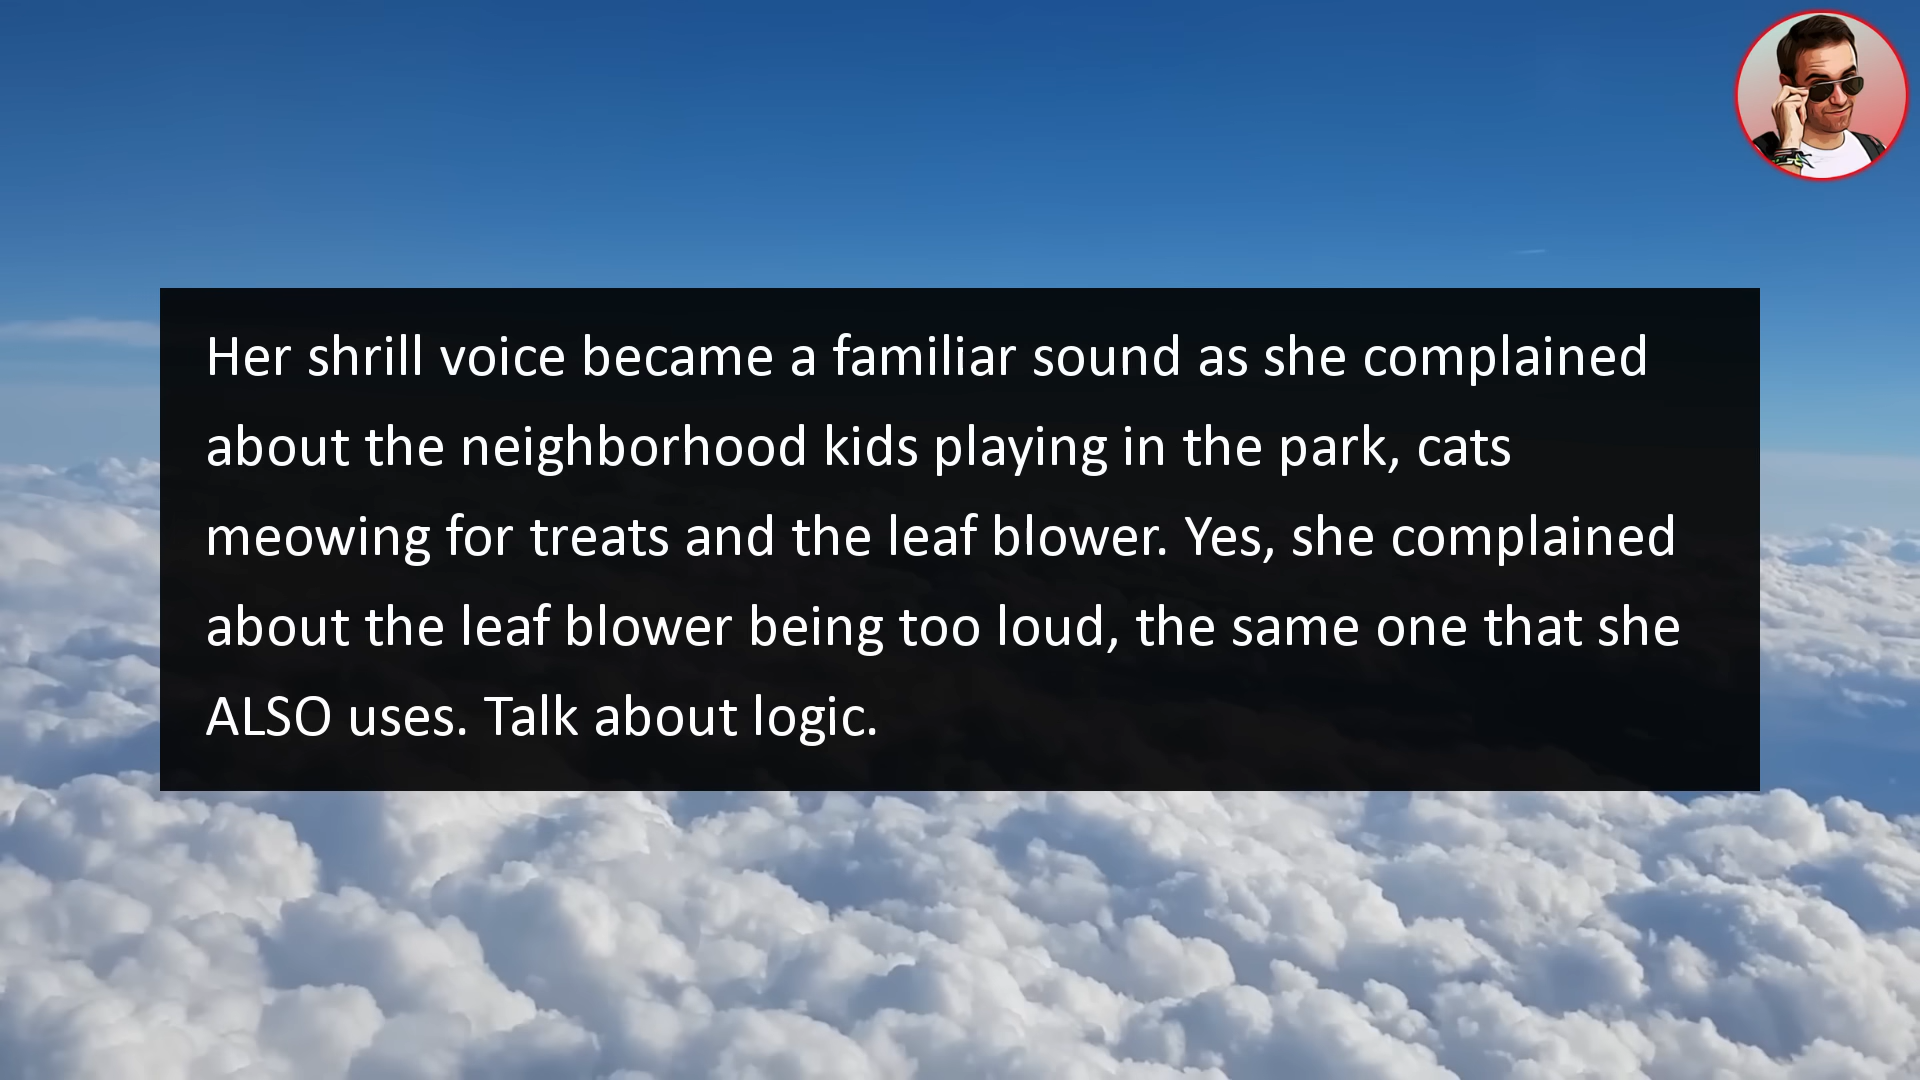 Her shrill voice became a familiar sound as she complained
about the neighborhood kids playing in the park, cats
meowing for treats and the leaf blower. Yes, she complained
about the leaf blower being too loud, the same one that she
ALSO uses. Talk about logic.